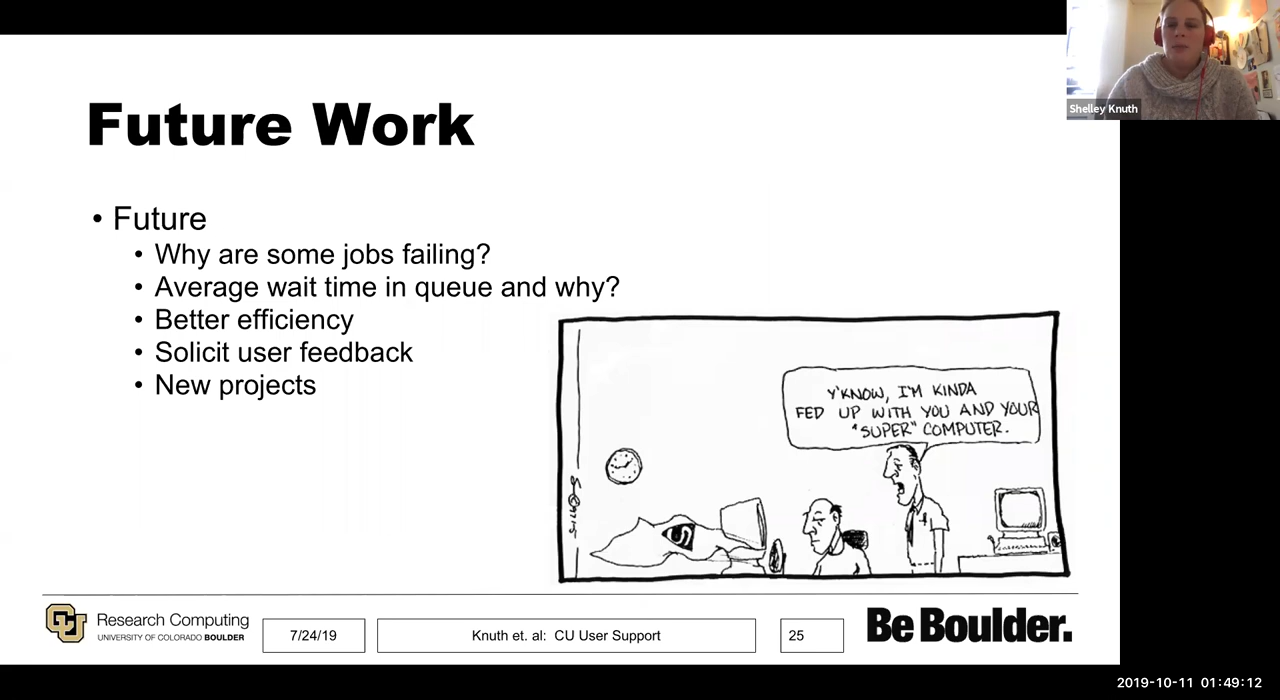 Shelley Knuth
Future Work
• Future
• Why are some jobs failing?
• Average wait time in queue and why?
• Better efficiency
• Solicit user feedback
• New projects
Y'KNOW, I'M KINDA
FED UP WITH YOU AND YOUR
"SUPER" COMPUTER.
S
CU
Research Computing
UNIVERSITY OF COLORADO BOULDER
7/24/19
Knuth et. al: CU User Support
25
Be Boulder.
2019-10-11 01:49:12